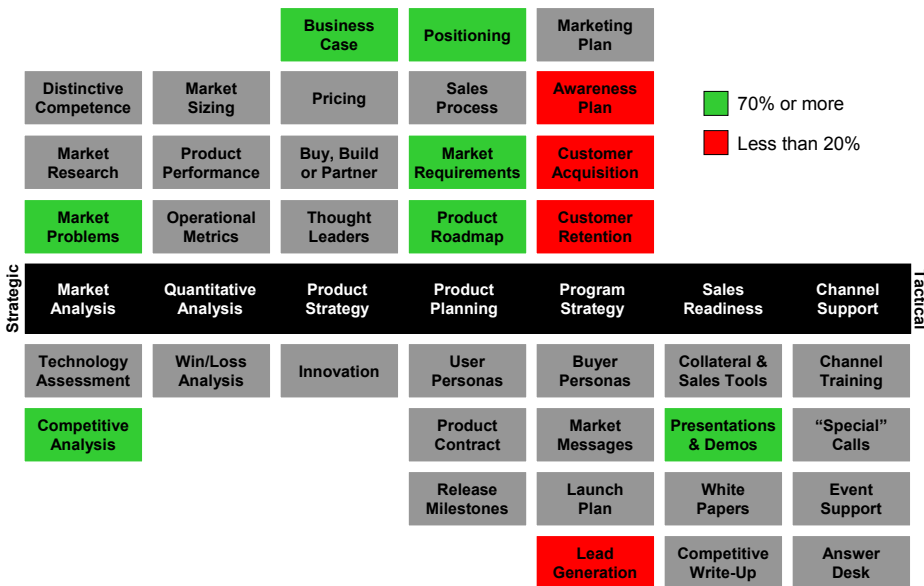 Business
Case
Positioning
Marketing
Plan
Distinctive
Competence
Market
Sizing
Pricing
Sales
Process
Awareness
Plan
70% or more
Less than 20%
Market
Research
Product
Performance
Buy, Build
or Partner
Market
Requirements
Customer
Acquisition
Market
Problems
Operational
Metrics
Thought
Leaders
Product
Roadmap
Customer
Retention
Strategic
Market
Analysis
Quantitative
Analysis
Product
Strategy
Product
Planning
Program
Strategy
Sales
Readiness
Channel
Support
Tactical
Technology
Assessment
Win/Loss
Analysis
Innovation
User
Personas
Buyer
Personas
Collateral &
Sales Tools
Channel
Training
Competitive
Analysis
Product
Contract
Market
Messages
Presentations
& Demos
“Special”
Calls
Release
Milestones
Launch
Plan
White
Papers
Event
Support
Lead
Generation
Competitive
Write-Up
Answer
Desk